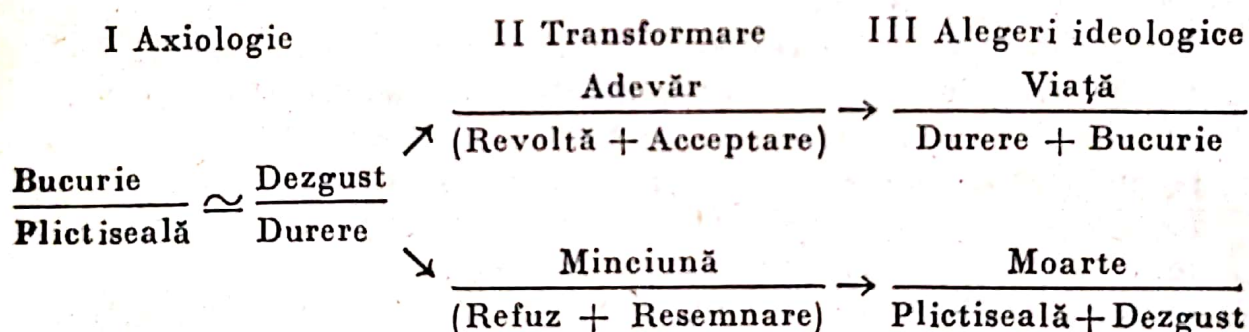 I Axiologie II Transformare III Alegeri ideologice
Adevăr → Viaţă
↗ (Revoltă + Acceptare) Durere + Bucurie
Bucurie ≃ Dezgust
Plictiseală Durere
↘ Minciună → Moarte
(Refuz + Resemnare) Plictiseală + Dezgust